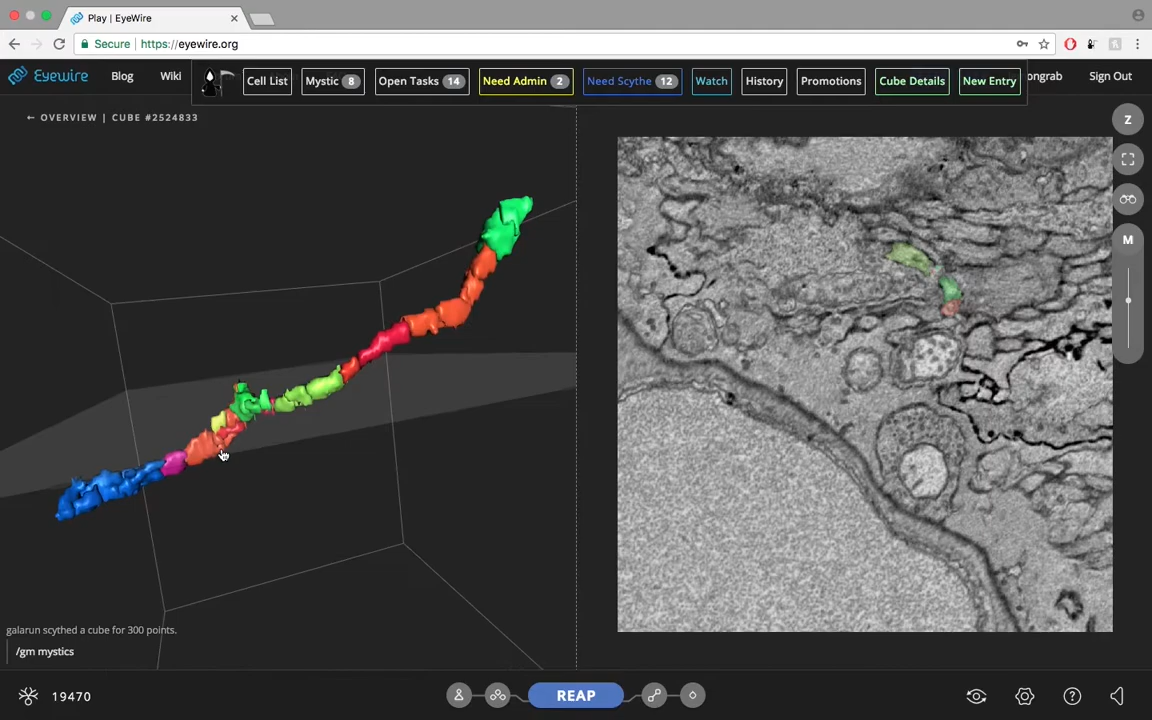 Play | EyeWire
Secure | https://eyewire.org
Eyewire Blog Wiki Cell List Mystic 8 Open Tasks 14 Need Admin 2 Need Scythe 12 Watch History Promotions Cube Details New Entry ongrab Sign Out
← OVERVIEW | CUBE #2524833
Z
M
galarun scythed a cube for 300 points.
/gm mystics
19470 REAP